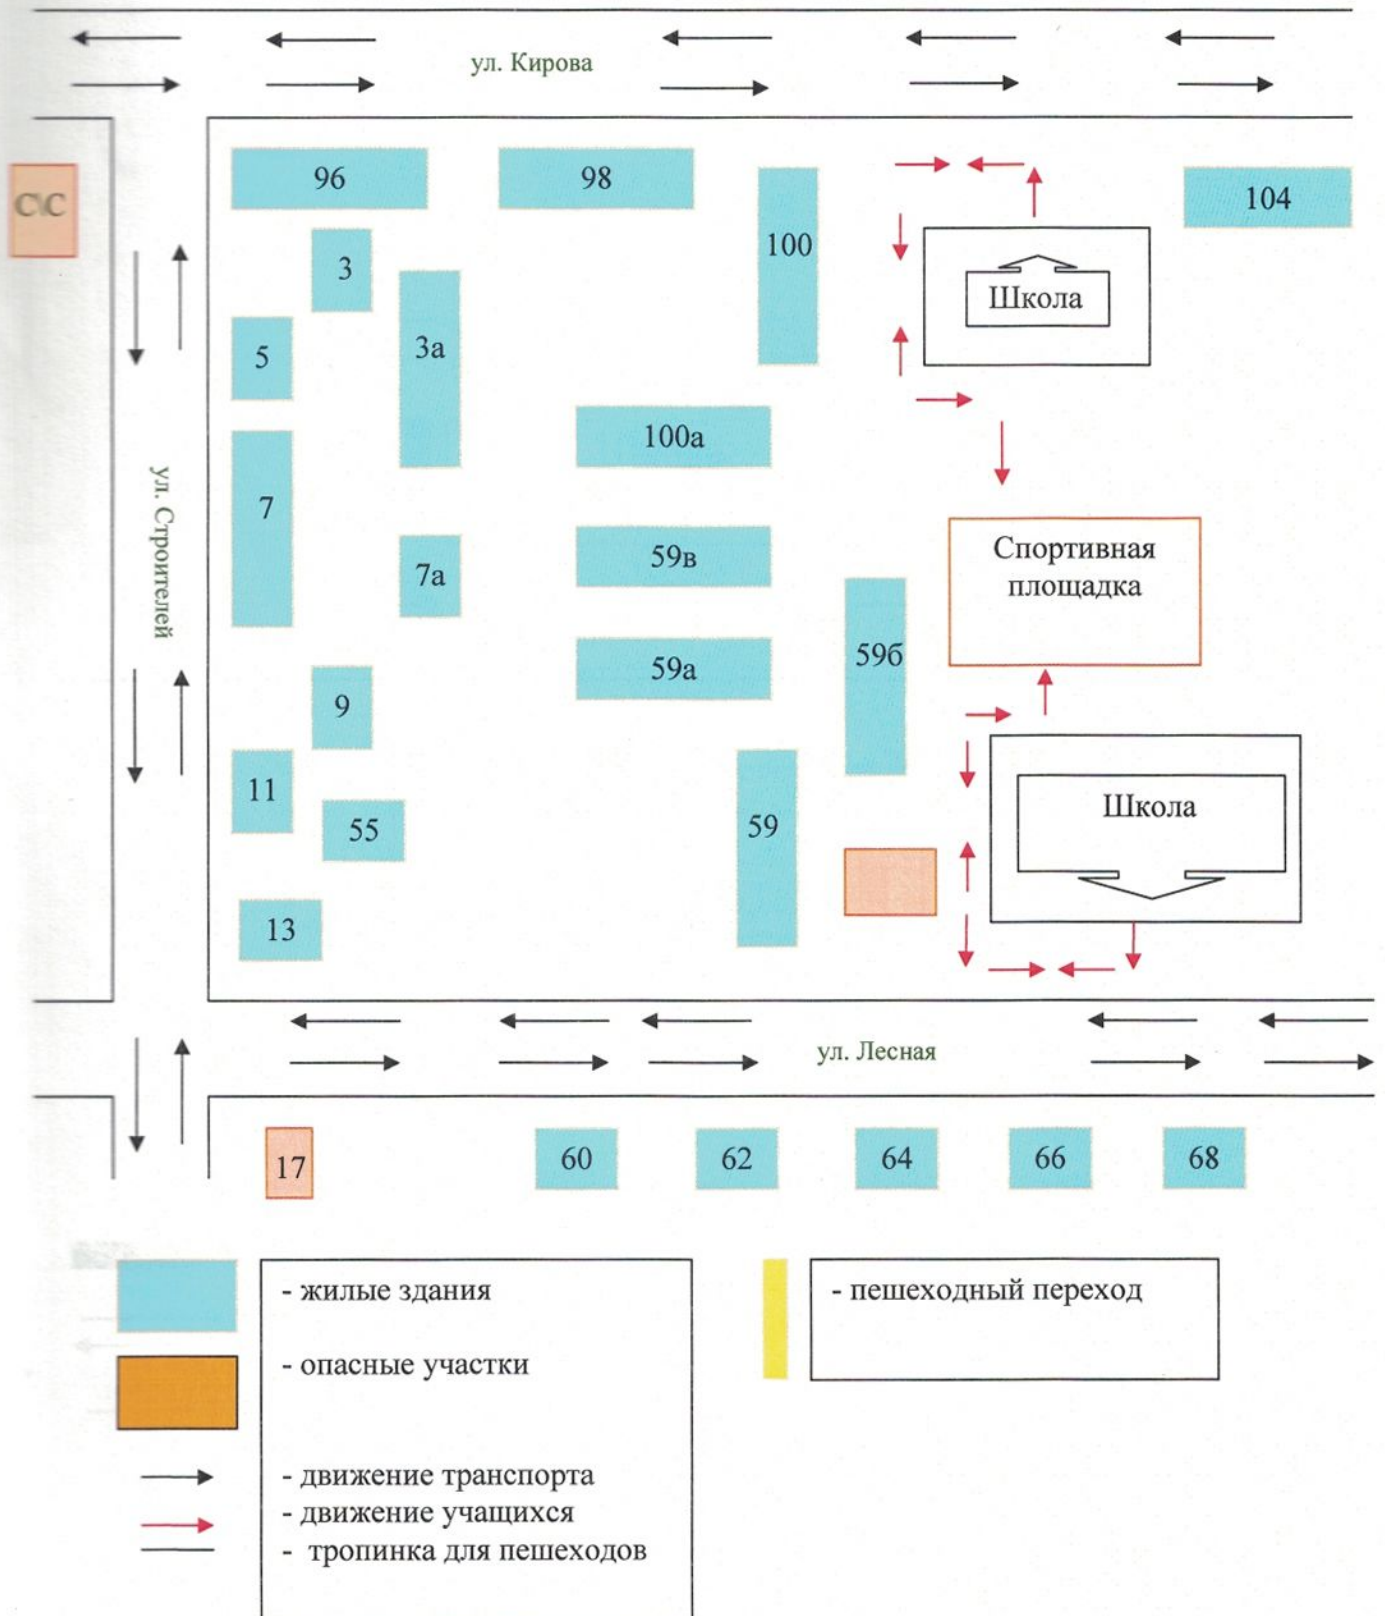 ул. Кирова
С\С
96
98
100
104
3
3а
Школа
5
100а
7
ул. Строителей
59в
Спортивная
площадка
7а
59б
59а
9
11
55
59
Школа
13
ул. Лесная
17
60
62
64
66
68
- жилые здания
- пешеходный переход
- опасные участки
- движение транспорта
- движение учащихся
- тропинка для пешеходов